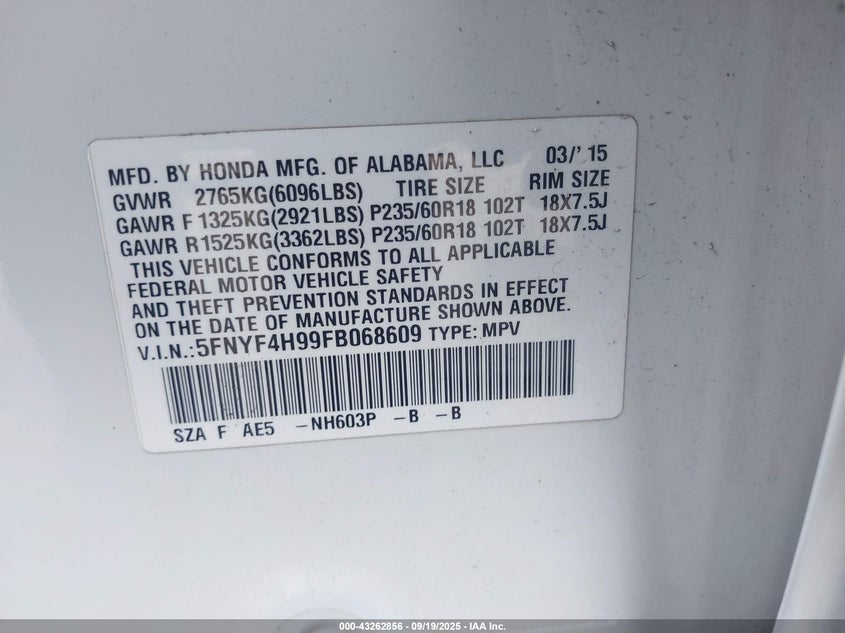 MFD. BY HONDA MFG. OF ALABAMA, LLC 03/' 15
GVWR 2765KG(6096LBS) TIRE SIZE RIM SIZE
GAWR F 1325KG(2921LBS) P235/60R18 102T 18X7.5J
GAWR R1525KG(3362LBS) P235/60R18 102T 18X7.5J
THIS VEHICLE CONFORMS TO ALL APPLICABLE
FEDERAL MOTOR VEHICLE SAFETY
AND THEFT PREVENTION STANDARDS IN EFFECT
ON THE DATE OF MANUFACTURE SHOWN ABOVE.
V.I.N.:5FNYF4H99FB068609 TYPE: MPV
SZA F AE5 -NH603P -B -B
000-43262856 - 09/19/2025 - IAA Inc.